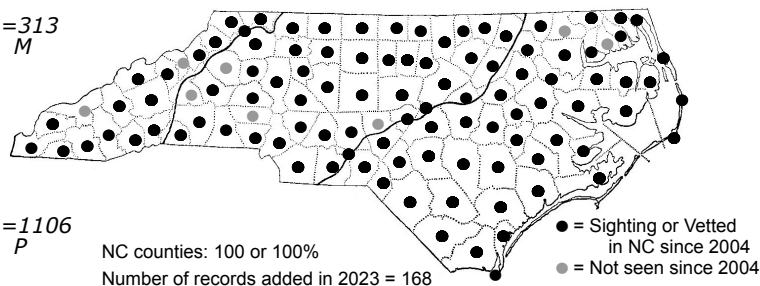 =313
M
=1106
P
NC counties: 100 or 100%
Number of records added in 2023 = 168
● = Sighting or Vetted
in NC since 2004
● = Not seen since 2004